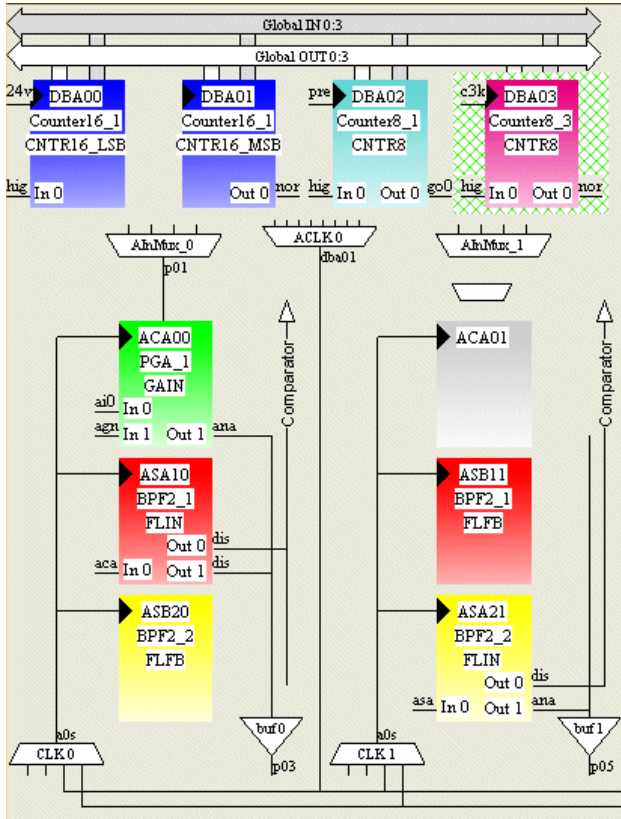 Global IN 0:3
Global OUT 0:3
24v
DBA00
Counter16_1
CNTR16_LSB
hig
In 0
DBA01
Counter16_1
CNTR16_MSB
Out 0
nor
pre
DBA02
Counter8_1
CNTR8
hig
In 0
Out 0
go0
c3k
DBA03
Counter8_3
CNTR8
hig
In 0
Out 0
nor
AInMux_0
p01
ACLK 0
dba01
AInMux_1
ACA00
PGA_1
GAIN
ai0
In 0
agn
In 1
Out 1
ana
Comparator
ACA01
Comparator
ASA10
BPF2_1
FLIN
Out 0
dis
aca
In 0
Out 1
dis
ASB11
BPF2_1
FLFB
ASB20
BPF2_2
FLFB
ASA21
BPF2_2
FLIN
Out 0
dis
asa
In 0
Out 1
ana
a0s
CLK 0
buf 0
p03
a0s
CLK 1
buf 1
p05